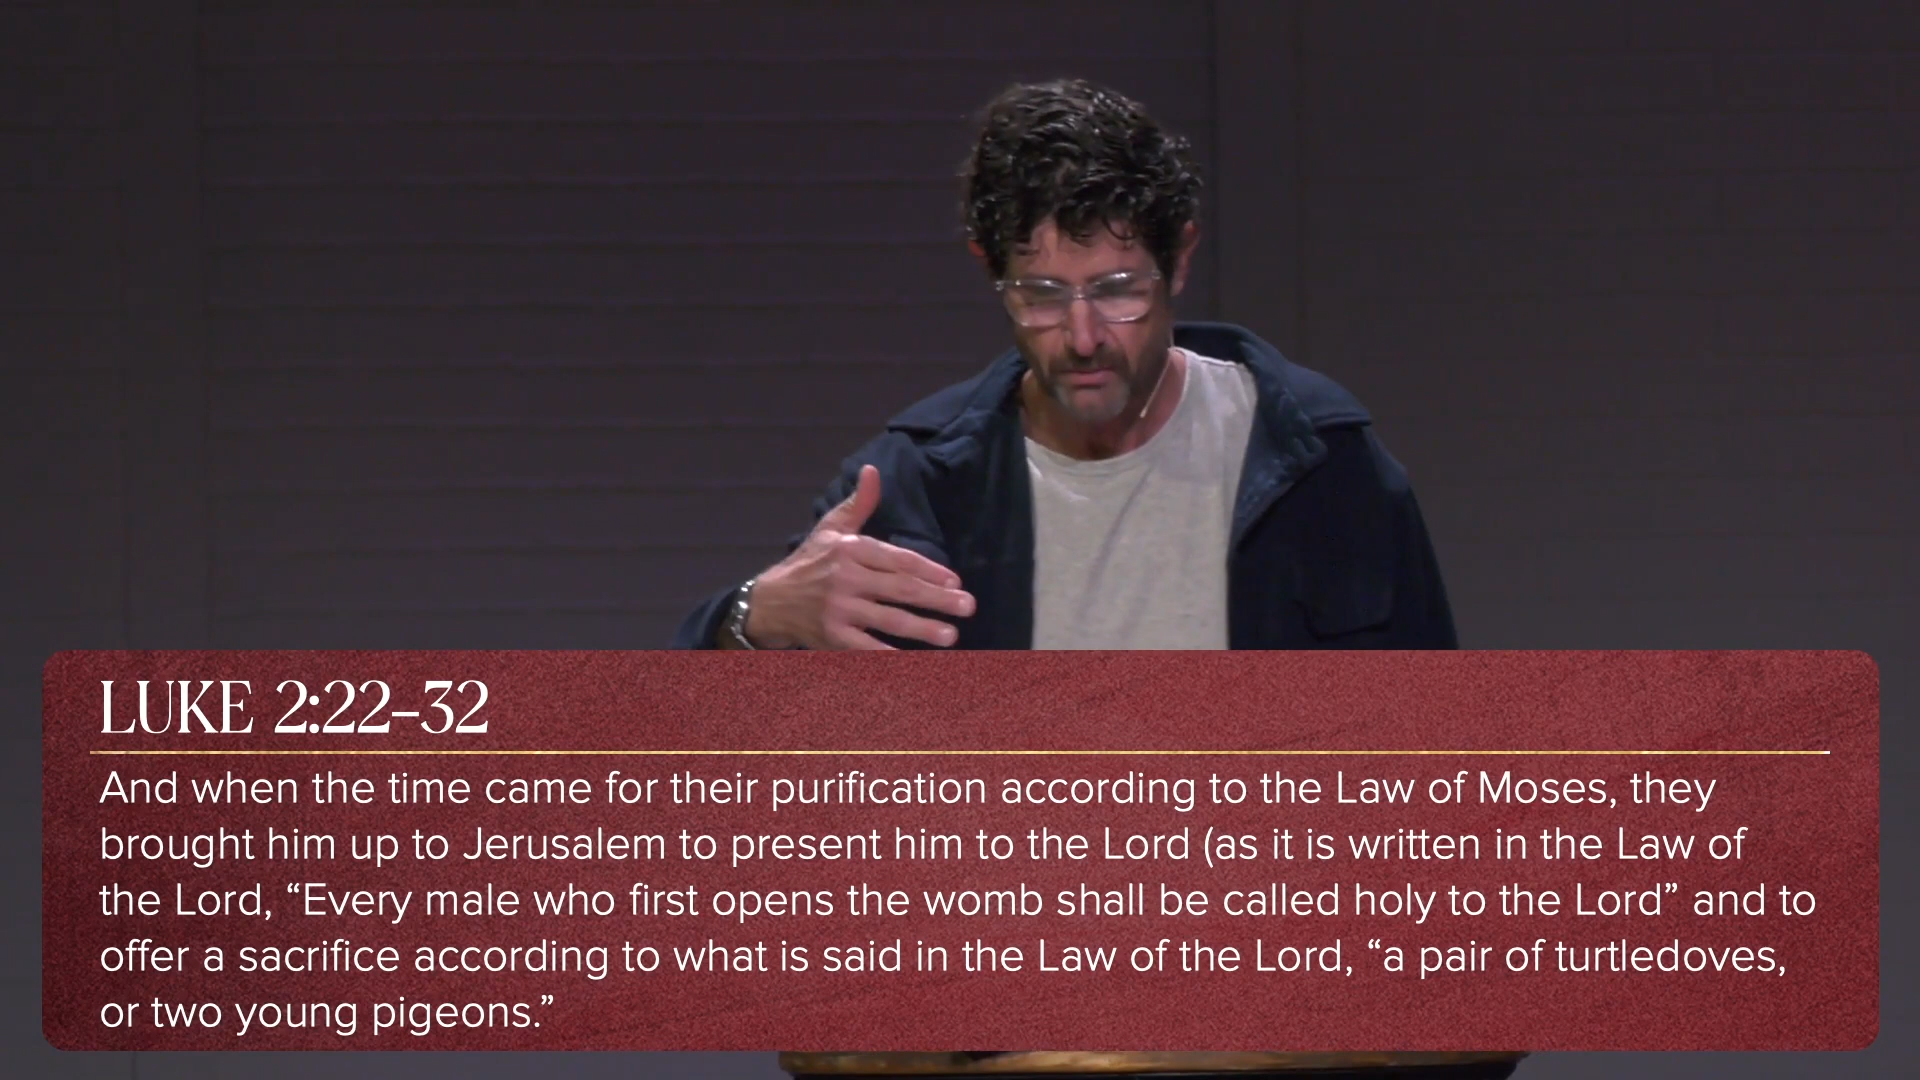 LUKE 2:22–32
And when the time came for their purification according to the Law of Moses, they
brought him up to Jerusalem to present him to the Lord (as it is written in the Law of
the Lord, “Every male who first opens the womb shall be called holy to the Lord” and to
offer a sacrifice according to what is said in the Law of the Lord, “a pair of turtledoves,
or two young pigeons.”